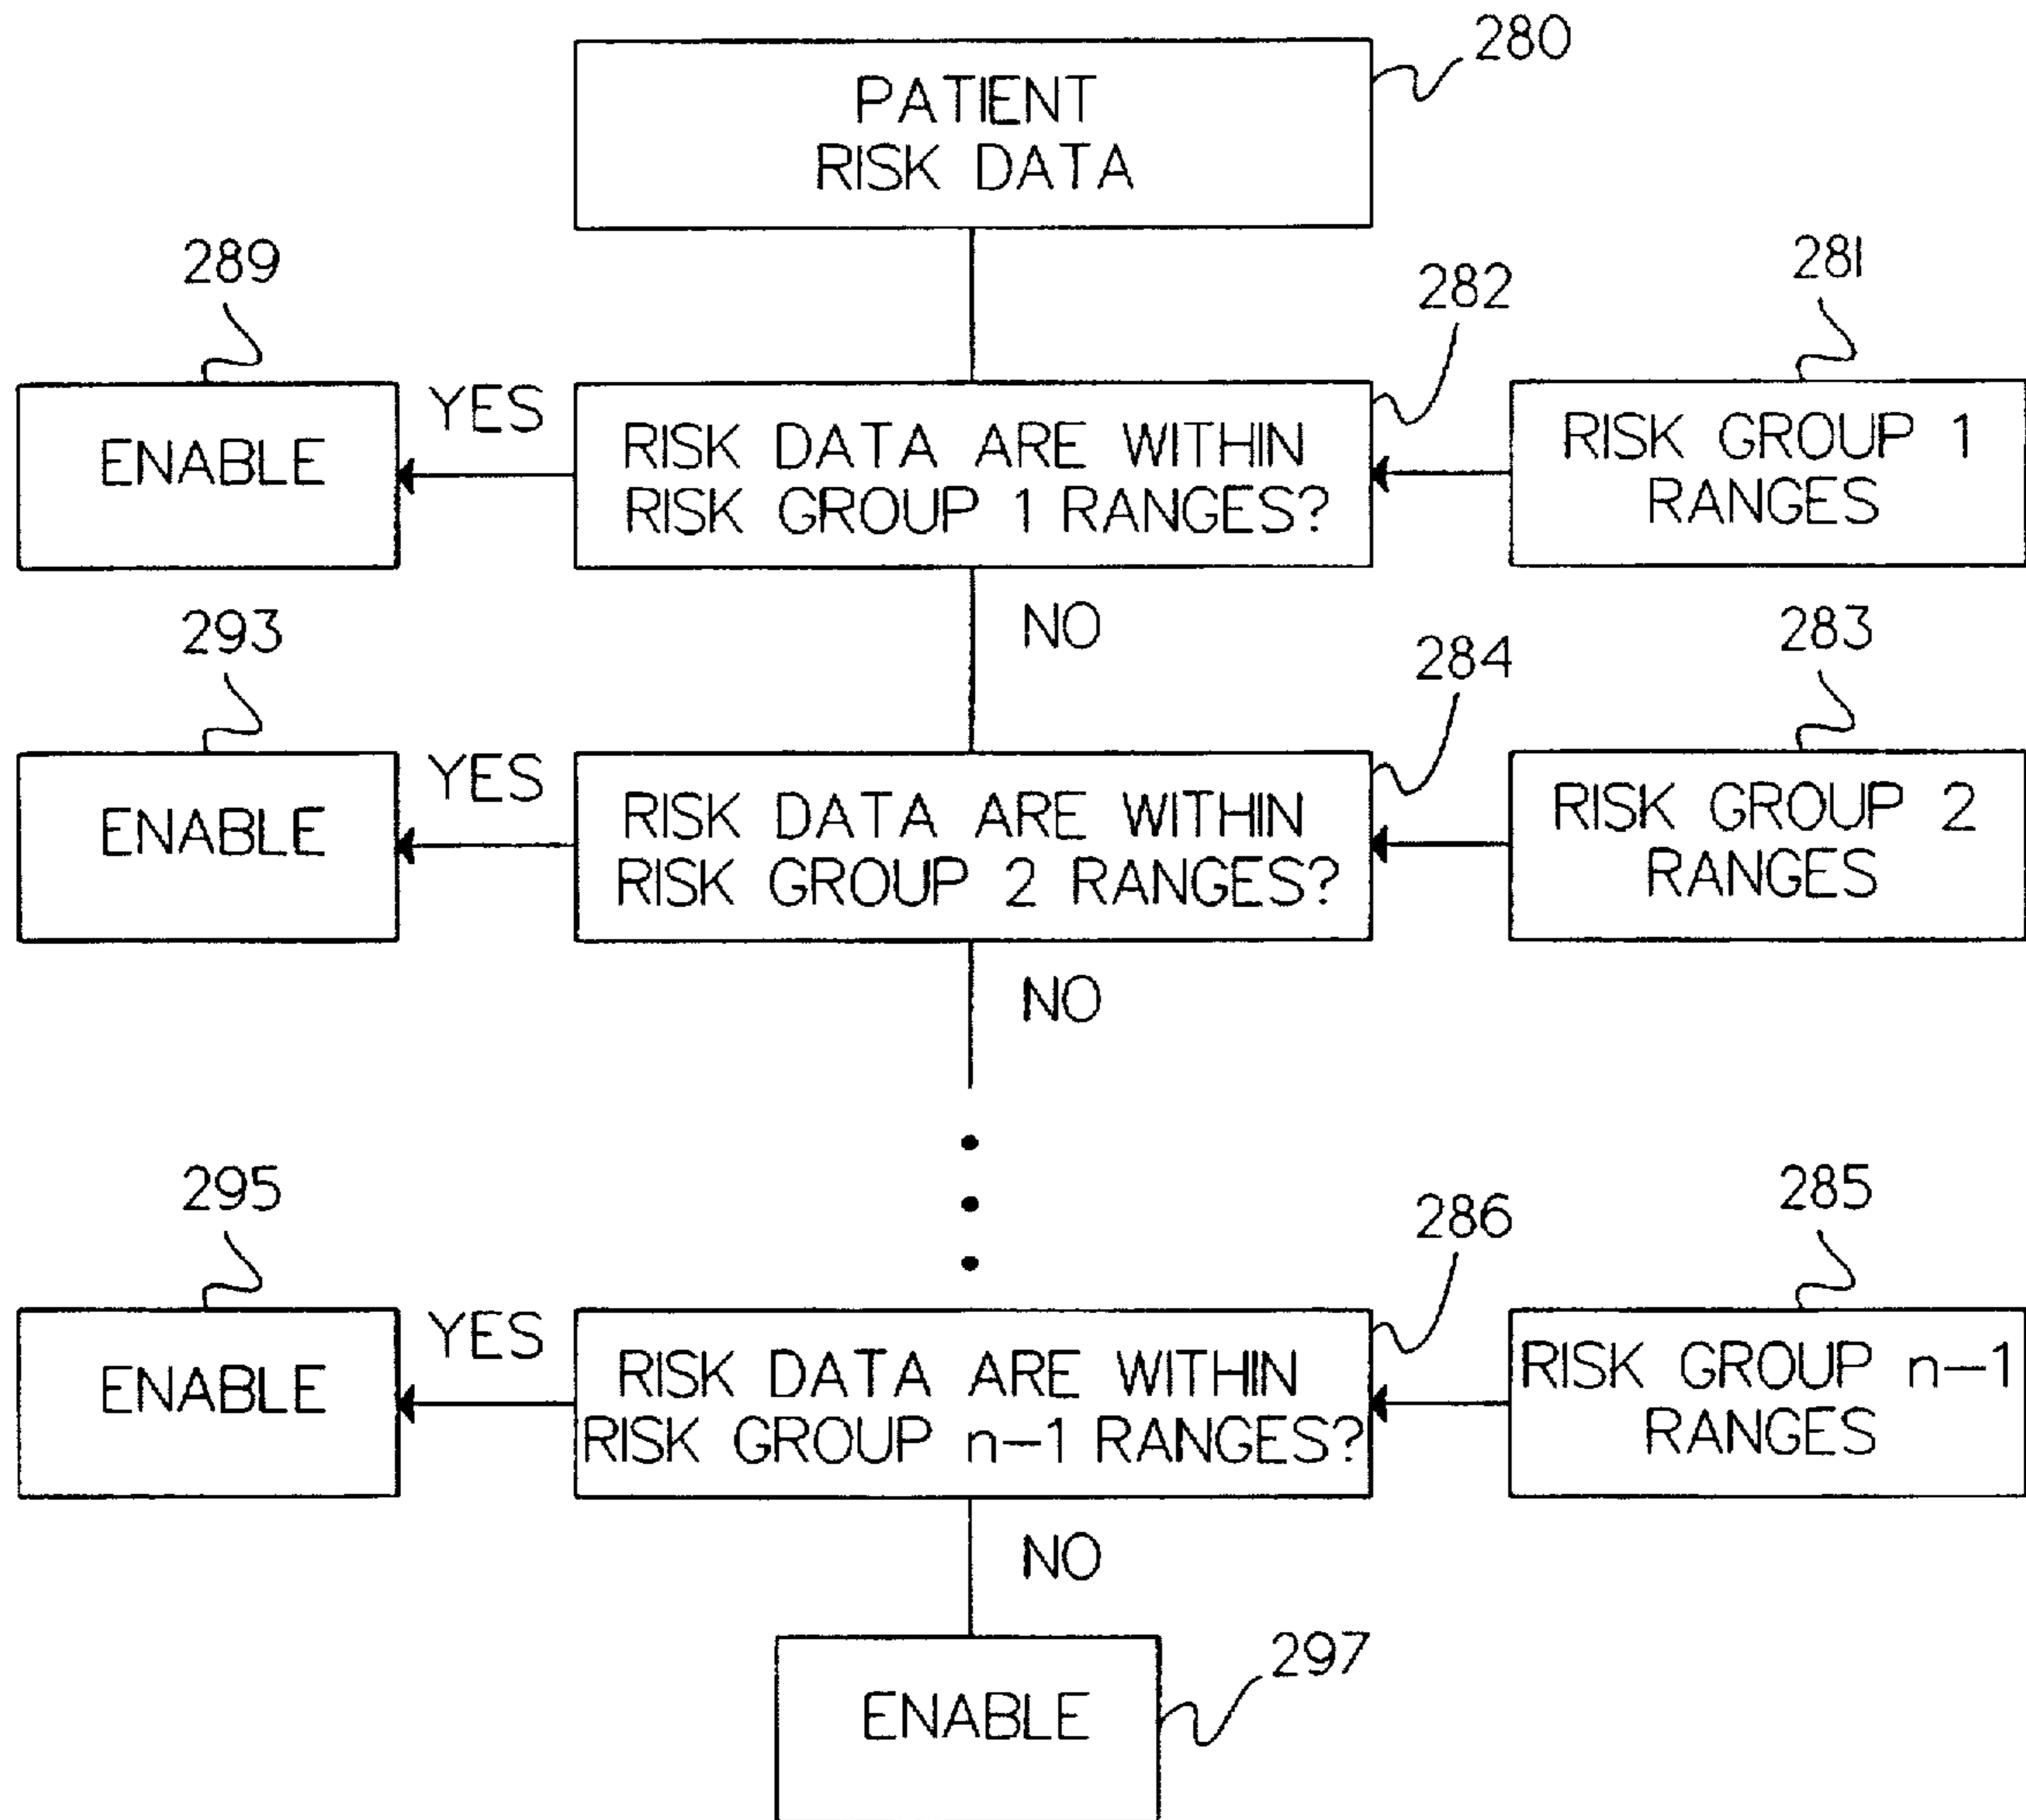 280
PATIENT
RISK DATA
289
282
281
ENABLE
YES
RISK DATA ARE WITHIN
RISK GROUP 1 RANGES?
RISK GROUP 1
RANGES
NO
293
284
283
ENABLE
YES
RISK DATA ARE WITHIN
RISK GROUP 2 RANGES?
RISK GROUP 2
RANGES
NO
295
286
285
ENABLE
YES
RISK DATA ARE WITHIN
RISK GROUP n-1 RANGES?
RISK GROUP n-1
RANGES
NO
297
ENABLE